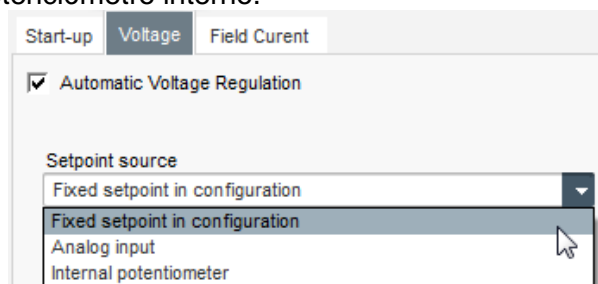 Start-up Voltage Field Curent
Automatic Voltage Regulation
Setpoint source
Fixed setpoint in configuration
Fixed setpoint in configuration
Analog input
Internal potentiometer